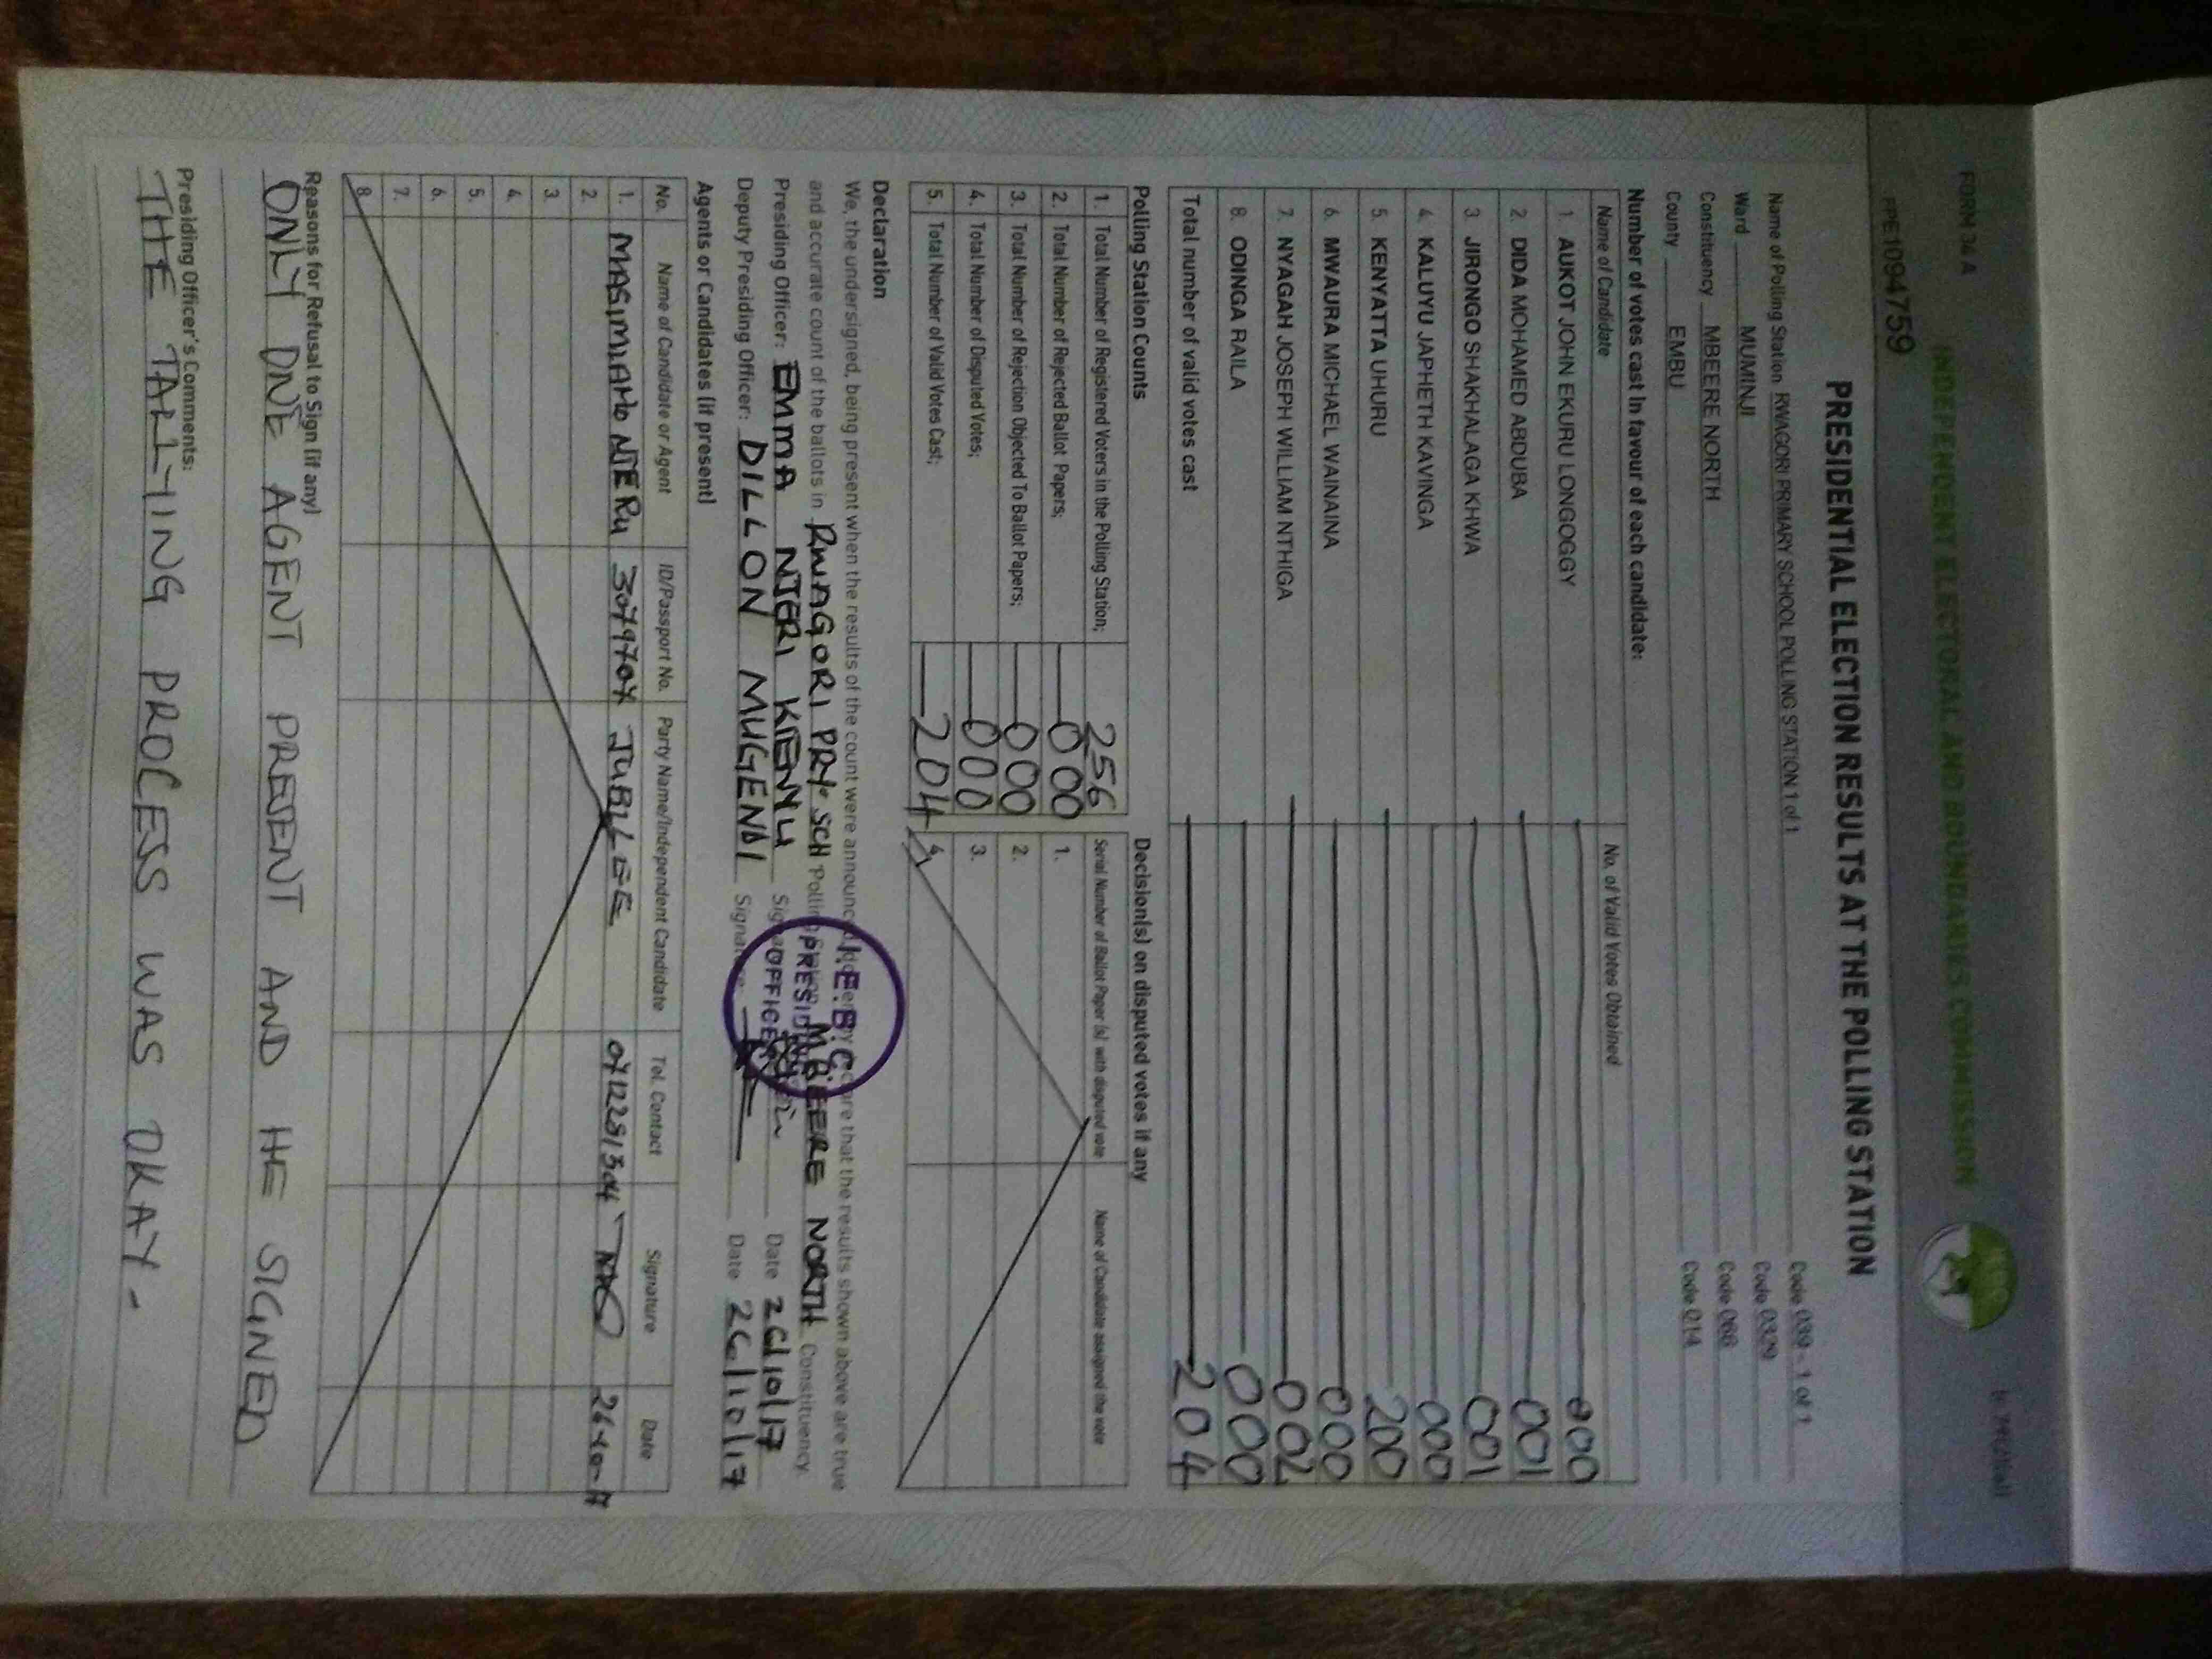 FORM 34 A
INDEPENDENT ELECTORAL AND BOUNDARIES COMMISSION
FPE1094759
PRESIDENTIAL ELECTION RESULTS AT THE POLLING STATION
Name of Polling Station RWAGORI PRIMARY SCHOOL POLLING STATION 1 of 1 Code 039 - 1 of 1
Ward MUMINJI Code 0329
Constituency MBEERE NORTH Code 066
County EMBU Code 014
Number of votes cast in favour of each candidate:
Name of Candidate No. of Valid Votes Obtained
1. AUKOT JOHN EKURU LONGOGGY 000
2. DIDA MOHAMED ABDUBA 001
3. JIRONGO SHAKHALAGA KHWA 001
4. KALUYU JAPHETH KAVINGA 000
5. KENYATTA UHURU 200
6. MWAURA MICHAEL WAINAINA 000
7. NYAGAH JOSEPH WILLIAM NTHIGA 002
8. ODINGA RAILA 000
Total number of valid votes cast 204
Polling Station Counts Decision(s) on disputed votes if any
1. Total Number of Registered Voters in the Polling Station; 256 Serial Number of Ballot Paper (s) with disputed vote Name of Candidate assigned the vote
2. Total Number of Rejected Ballot Papers; 000 1.
3. Total Number of Rejection Objected To Ballot Papers; 000 2.
4. Total Number of Disputed Votes; 000 3.
5. Total Number of Valid Votes Cast; 204 4.
Declaration
We, the undersigned, being present when the results of the count were announced, do hereby declare that the results shown above are true
and accurate count of the ballots in RWAGORI PRY SCH Polling Station MBEERE NORTH Constituency.
Presiding Officer: EMMA NJERI KIENYU Signature Date 26/10/17
Deputy Presiding Officer: DILLON MUGENDI Signature Date 26/10/17
I.E.B.C.
PRESIDING
OFFICER
Agents or Candidates (if present)
No. Name of Candidate or Agent ID/Passport No. Party Name/Independent Candidate Tel. Contact Signature Date
1. NJERU JUBILEE 26-10-17
2.
3.
4.
5.
6.
7.
8.
Reasons for Refusal to Sign (if any)
ONLY ONE AGENT PRESENT AND HE SIGNED
Presiding Officer's Comments:
THE TALLYING PROCESS WAS OKAY-